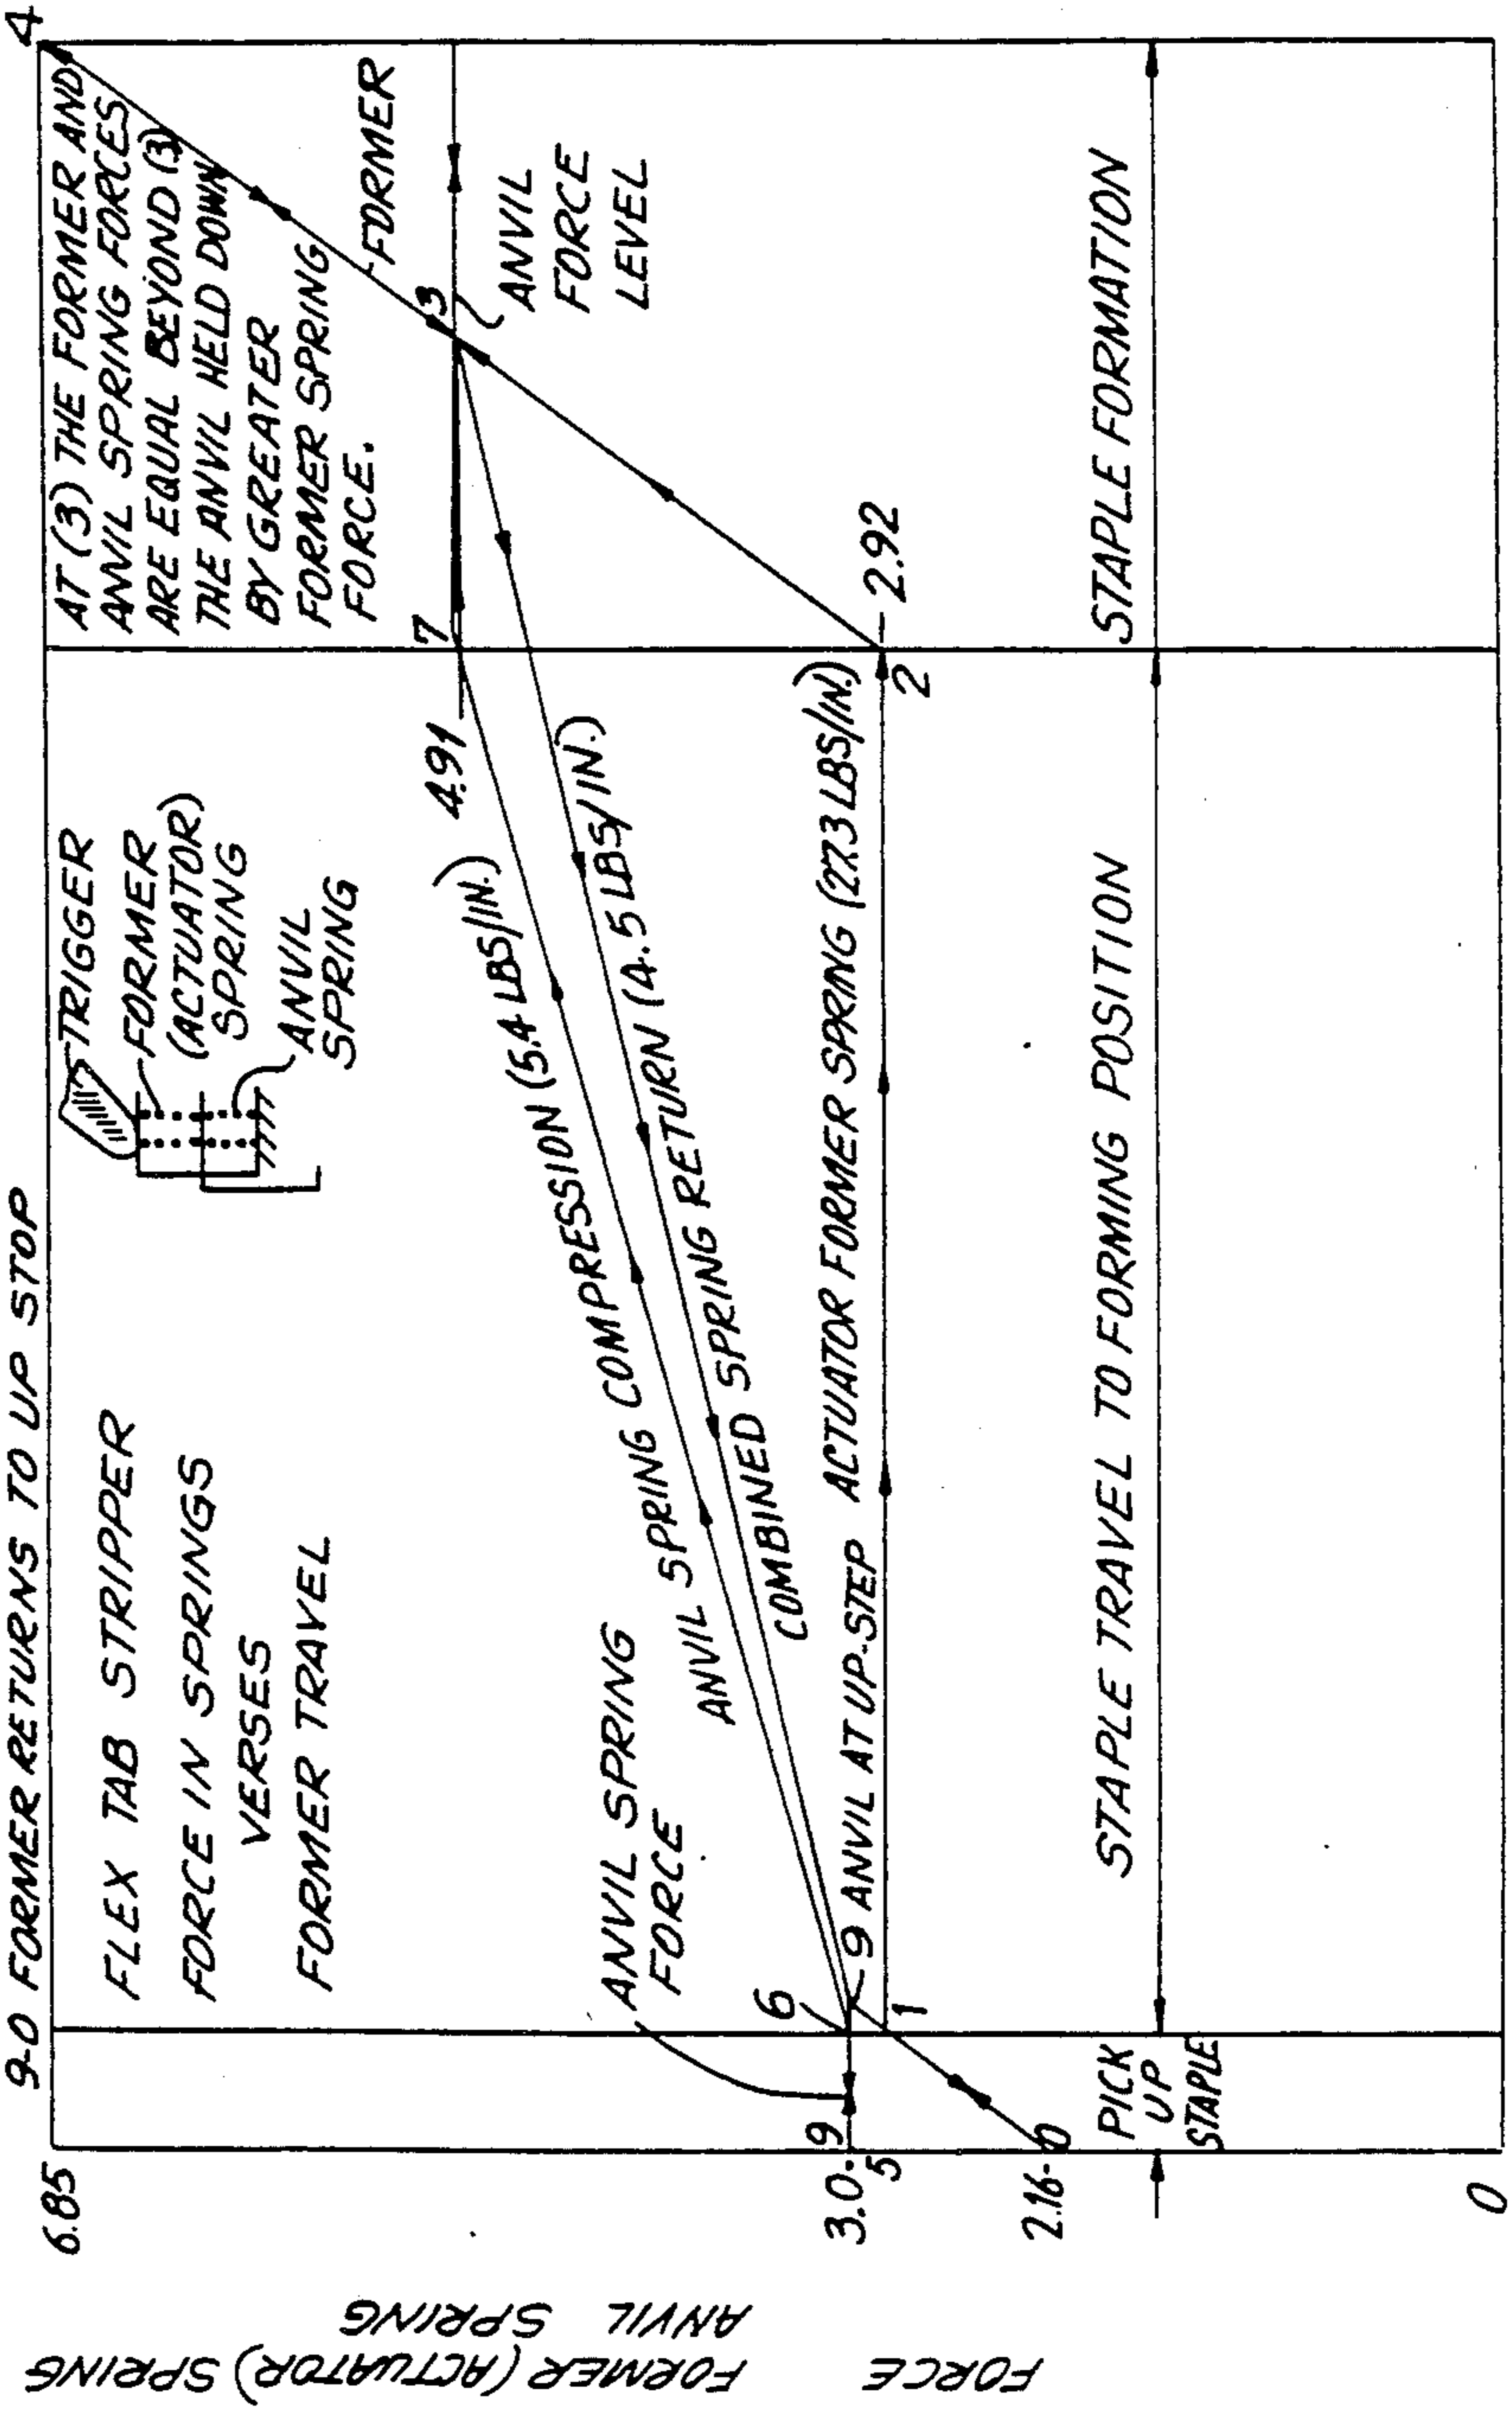 9-0 FORMER RETURNS TO UP STOP
6.85
4
FLEX TAB STRIPPER
FORCE IN SPRINGS
VERSES
FORMER TRAVEL
TRIGGER
FORMER
(ACTUATOR)
SPRING
ANVIL
SPRING
AT (3) THE FORMER AND
ANVIL SPRING FORCES
ARE EQUAL BEYOND (3)
THE ANVIL HELD DOWN
BY GREATER
FORMER SPRING
FORCE.
FORMER
4.91
7
3
ANVIL
FORCE
LEVEL
ANVIL SPRING
FORCE
ANVIL SPRING COMPRESSION (5.4 LBS/IN.)
COMBINED SPRING RETURN (4.5 LBS/IN.)
6
9
3.0
5
9 ANVIL AT UP-STEP
ACTUATOR FORMER SPRING (27.3 LBS/IN.)
1
2
2.92
2.16
0
PICK
UP
STAPLE
STAPLE TRAVEL TO FORMING POSITION
STAPLE FORMATION
0
FORCE
FORMER (ACTUATOR) SPRING
ANVIL SPRING